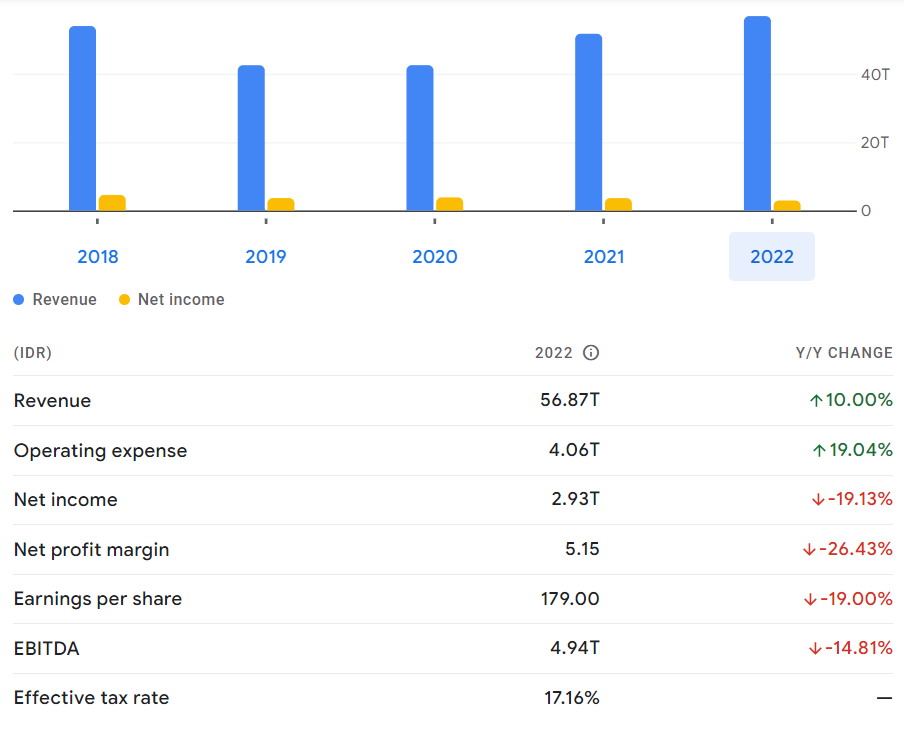 40T
20T
0
2018 2019 2020 2021 2022
Revenue Net income
(IDR) 2022 Y/Y CHANGE
Revenue 56.87T ↑10.00%
Operating expense 4.06T ↑19.04%
Net income 2.93T ↓-19.13%
Net profit margin 5.15 ↓-26.43%
Earnings per share 179.00 ↓-19.00%
EBITDA 4.94T ↓-14.81%
Effective tax rate 17.16% —